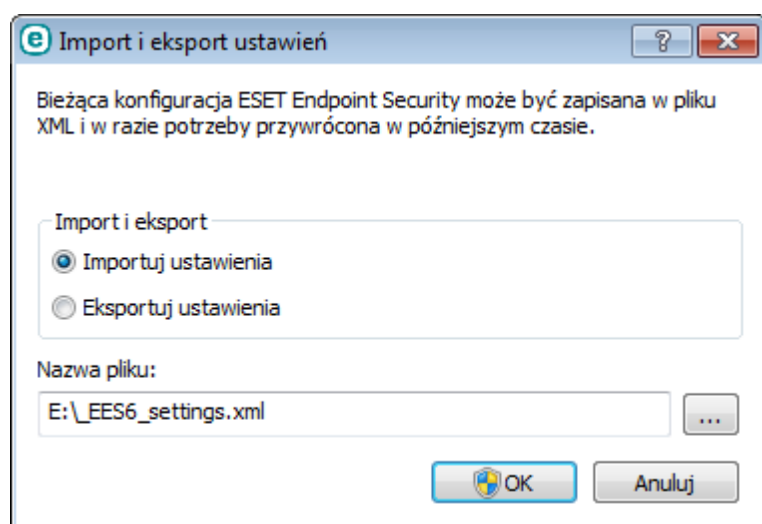 Import i eksport ustawień
Bieżąca konfiguracja ESET Endpoint Security może być zapisana w pliku
XML i w razie potrzeby przywrócona w późniejszym czasie.
Import i eksport
Importuj ustawienia
Eksportuj ustawienia
Nazwa pliku:
E:\_EES6_settings.xml
...
OK
Anuluj